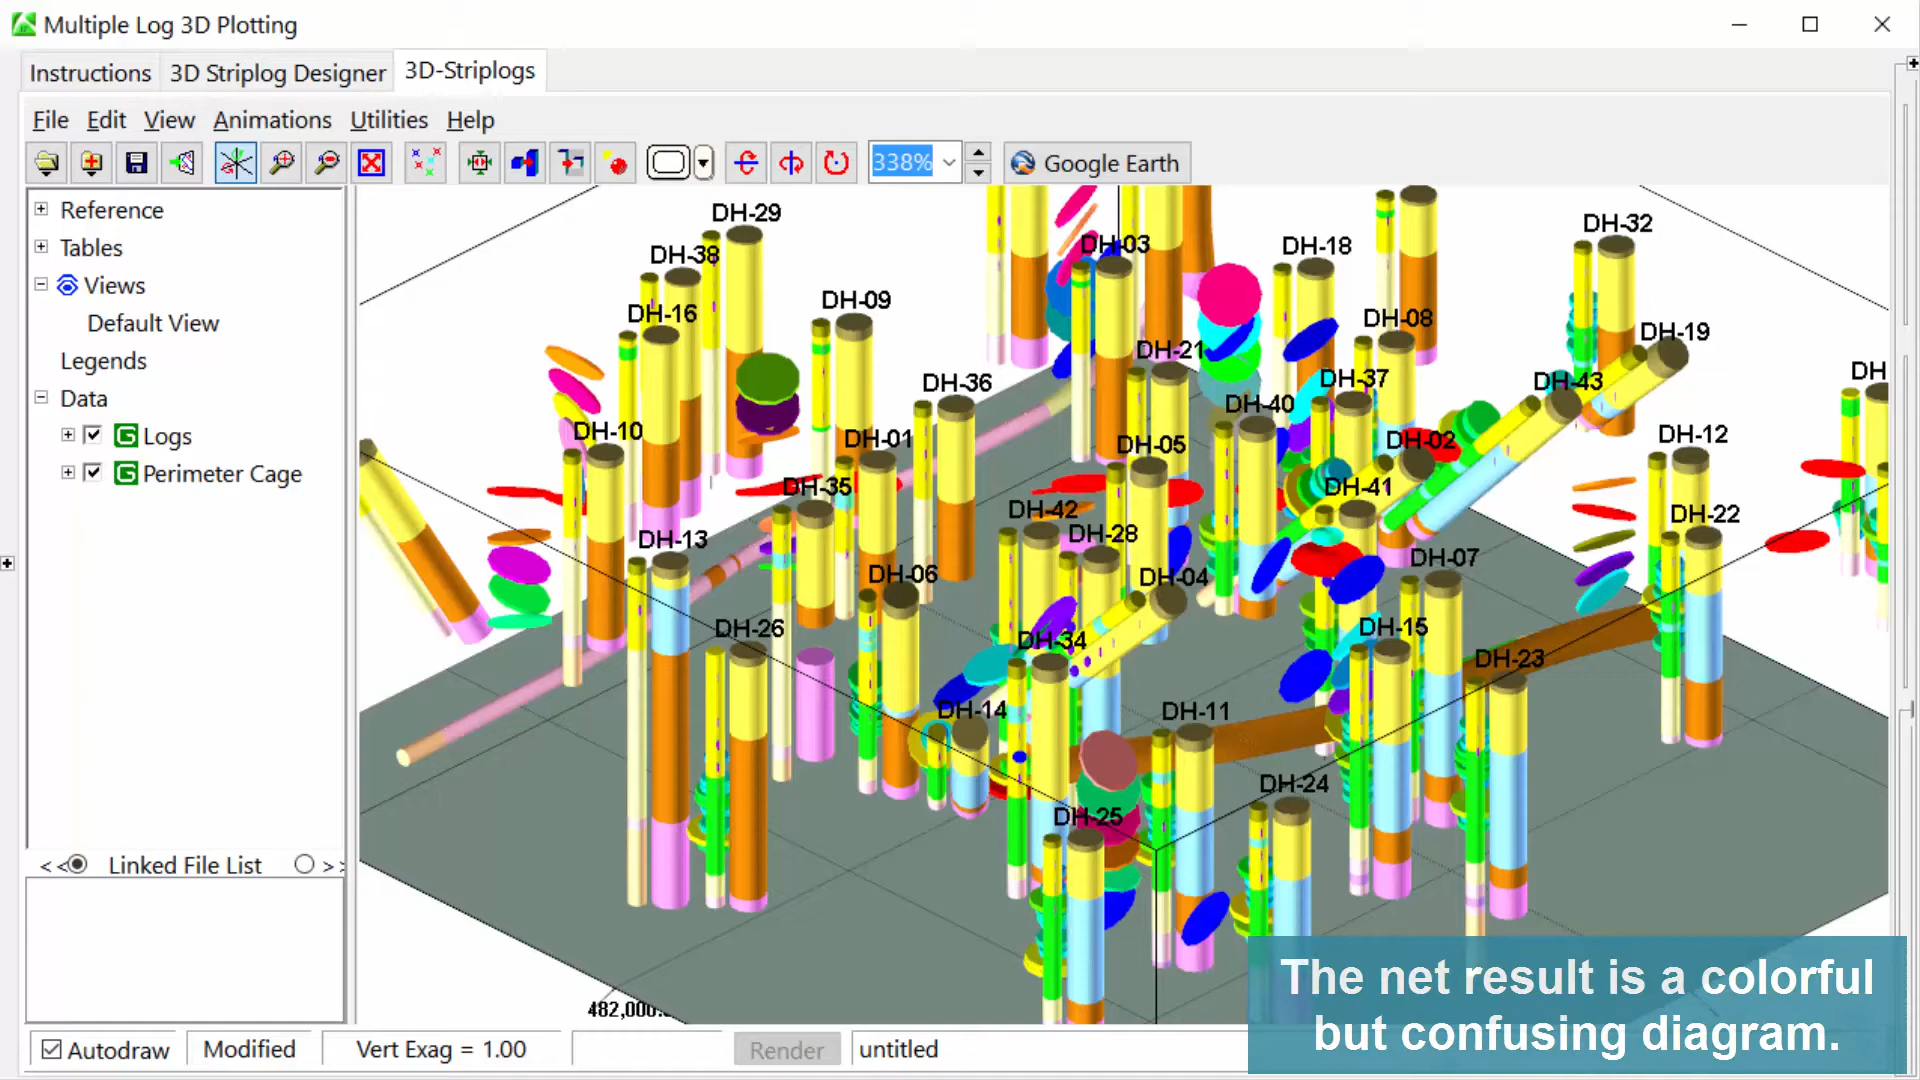 Multiple Log 3D Plotting
Instructions 3D Striplog Designer 3D-Striplogs
File Edit View Animations Utilities Help
338% Google Earth
Reference
Tables
Views
Default View
Legends
Data
Logs
Perimeter Cage
<< Linked File List >>
DH-29
DH-38
DH-03
DH-18
DH-32
DH-16
DH-09
DH-08
DH-19
DH-21
DH-36
DH-37
DH-43
DH
DH-40
DH-10
DH-01
DH-05
DH-02
DH-12
DH-35
DH-41
DH-42
DH-22
DH-13
DH-28
DH-07
DH-06
DH-04
DH-26
DH-34
DH-15
DH-23
DH-14
DH-11
DH-24
DH-25
482,000.
The net result is a colorful
but confusing diagram.
Autodraw Modified Vert Exag = 1.00 Render untitled